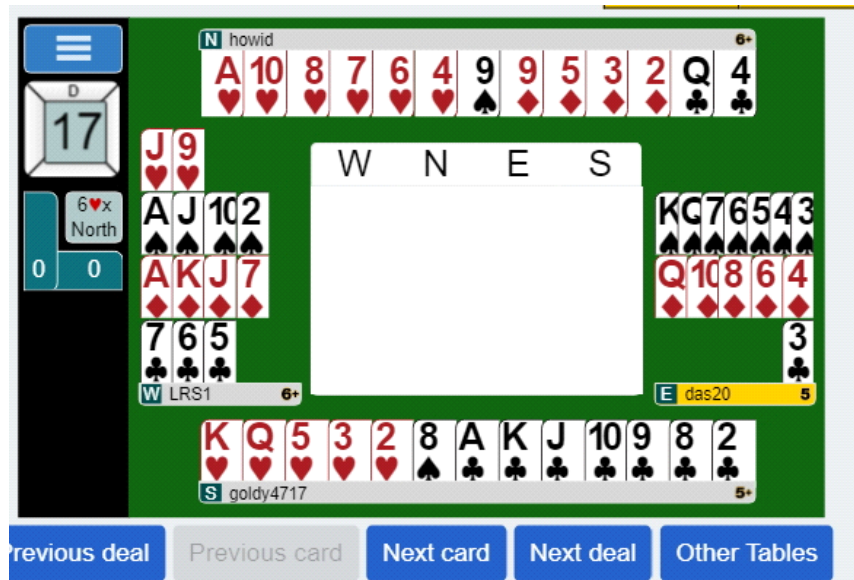 N howid 6+
A 10 8 7 6 4 9 9 5 3 2 Q 4
D
17
6♥x
North
0 0
W N E S
J 9
A J 10 2
A K J 7
7 6 5
W LRS1 6+
K Q 7 6 5 4 3
Q 10 8 6 4
3
E das20 5
K Q 5 3 2 8 A K J 10 9 8 2
S goldy4717 5+
Previous deal Previous card Next card Next deal Other Tables